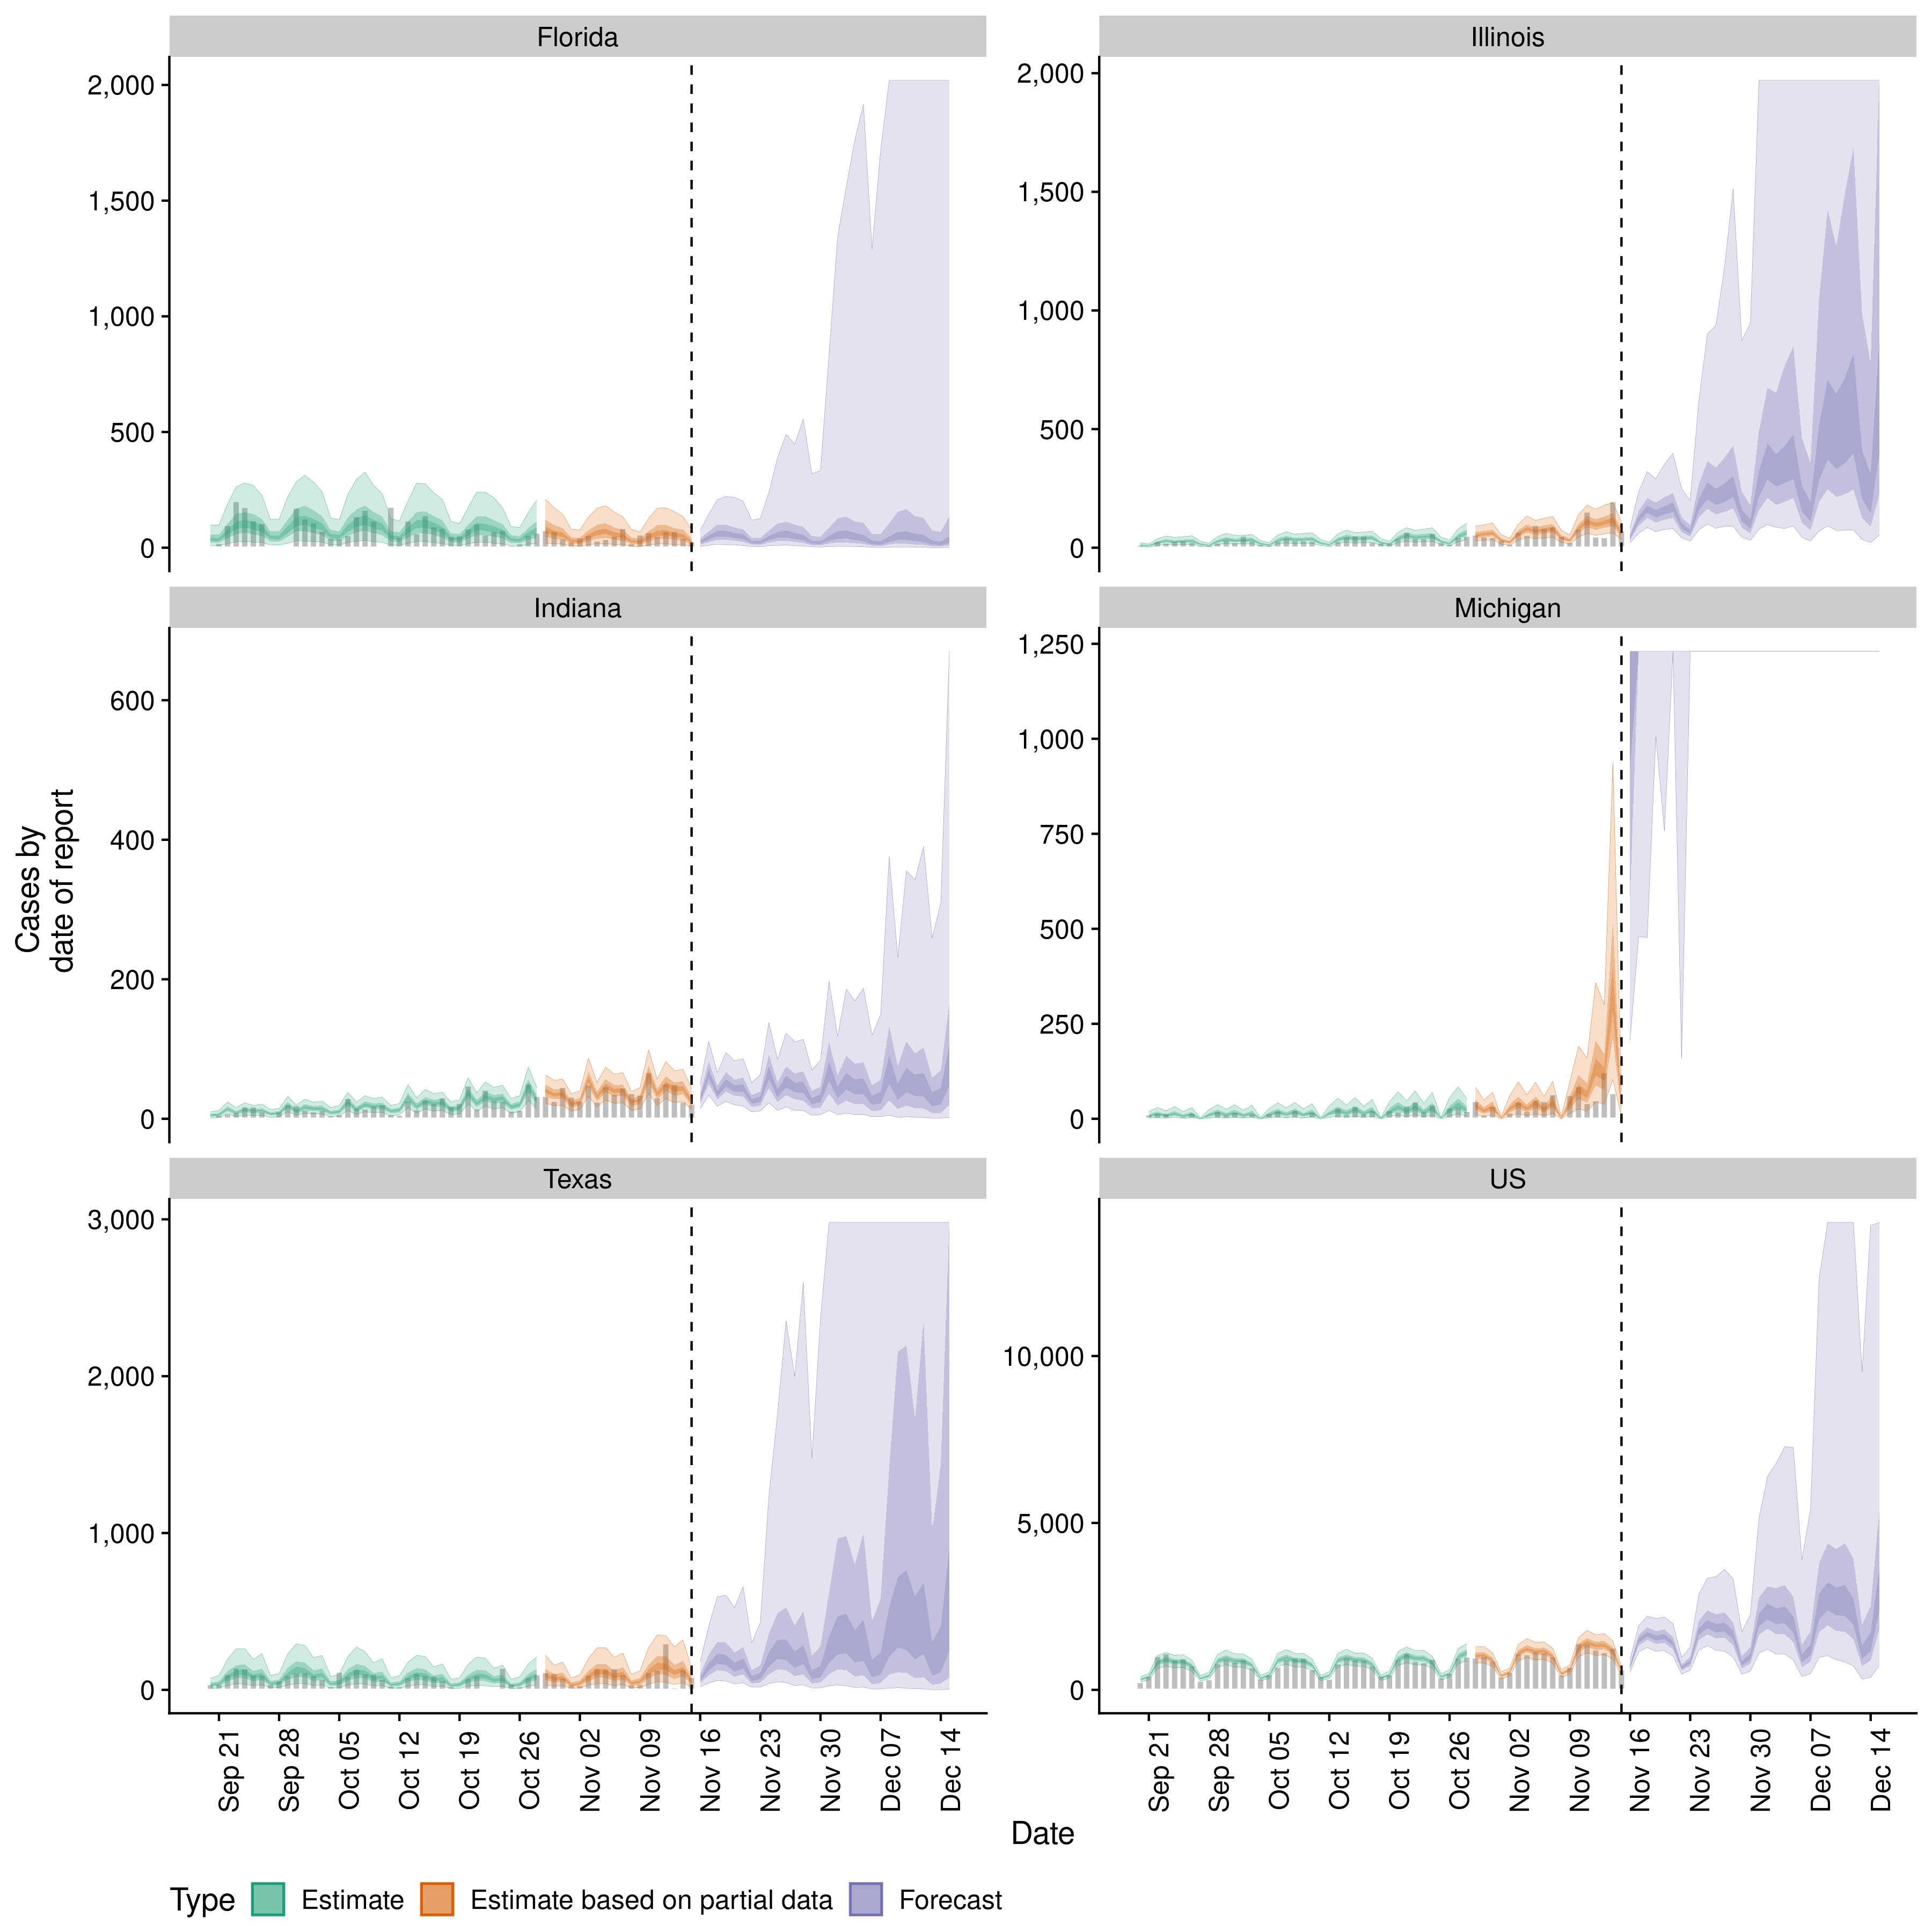 Florida
Illinois
2,000
1,500
1,000
500
0
2,000
1,500
1,000
500
0
Indiana
Michigan
600
400
200
0
1,250
1,000
750
500
250
0
Cases by
date of report
Texas
US
3,000
2,000
1,000
0
10,000
5,000
0
Sep 21
Sep 28
Oct 05
Oct 12
Oct 19
Oct 26
Nov 02
Nov 09
Nov 16
Nov 23
Nov 30
Dec 07
Dec 14
Sep 21
Sep 28
Oct 05
Oct 12
Oct 19
Oct 26
Nov 02
Nov 09
Nov 16
Nov 23
Nov 30
Dec 07
Dec 14
Date
Type Estimate Estimate based on partial data Forecast